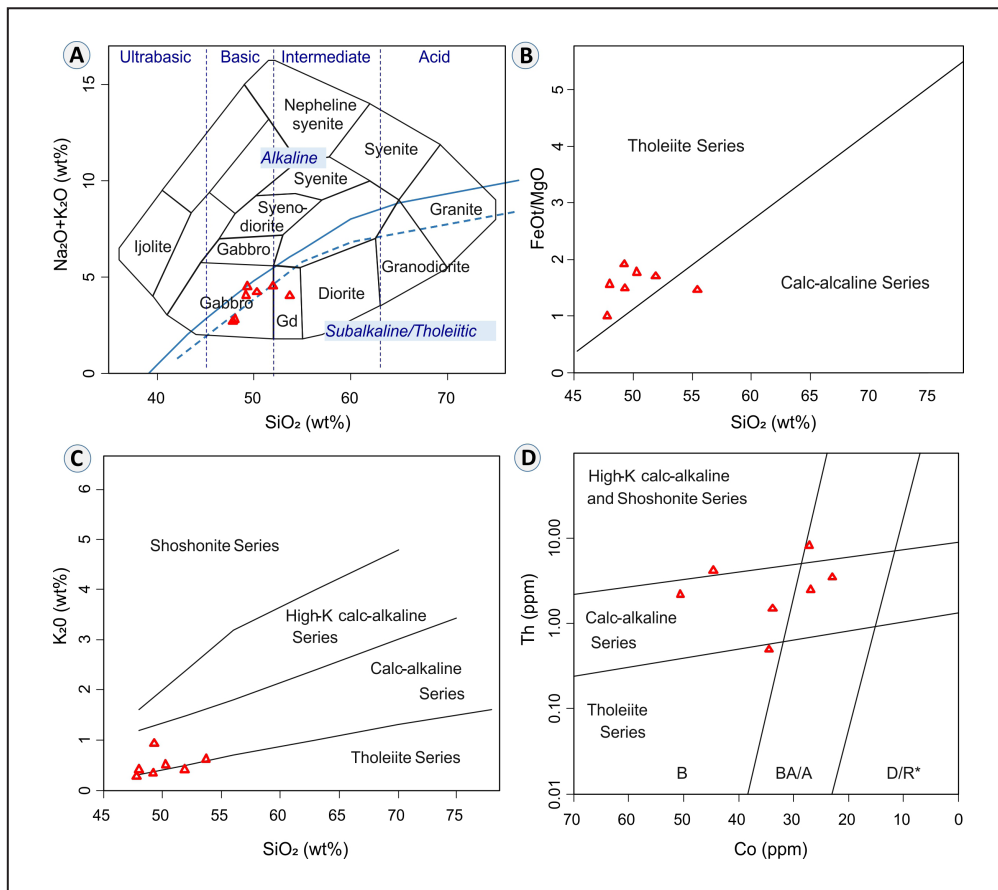 A
Ultrabasic
Basic
Intermediate
Acid
Nepheline
syenite
Alkaline
Syenite
Syenite
Syeno-
diorite
Granite
Ijolite
Gabbro
Granodiorite
Gabbro
Diorite
Gd
Subalkaline/Tholeiitic
Na₂O+K₂O (wt%)
15
10
5
0
40
50
60
70
SiO₂ (wt%)
B
Tholeiite Series
Calc-alcaline Series
FeOt/MgO
5
4
3
2
1
0
45
50
55
60
65
70
75
SiO₂ (wt%)
C
Shoshonite Series
High-K calc-alkaline
Series
Calc-alkaline
Series
Tholeiite Series
K₂0 (wt%)
6
5
4
3
2
1
0
45
50
55
60
65
70
75
SiO₂ (wt%)
D
High-K calc-alkaline
and Shoshonite Series
Calc-alkaline
Series
Tholeiite
Series
B
BA/A
D/R*
Th (ppm)
10.00
1.00
0.10
0.01
70
60
50
40
30
20
10
0
Co (ppm)